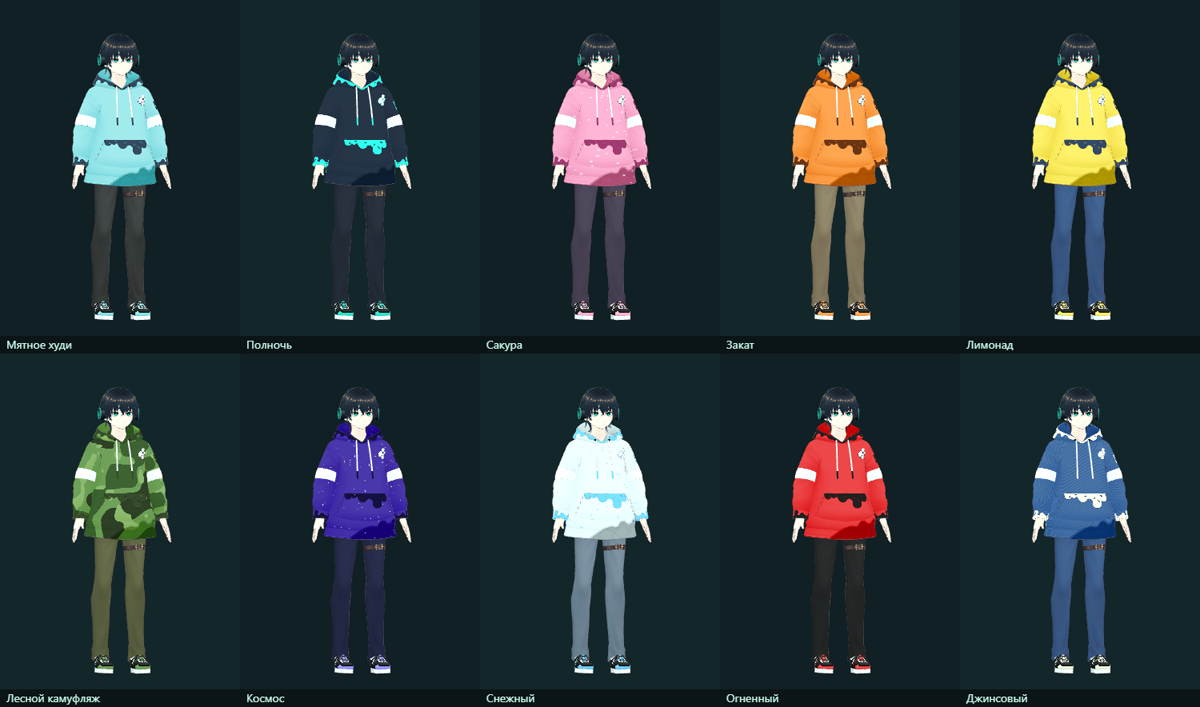 Мятное худи
Полночь
Сакура
Закат
Лимонад
Лесной камуфляж
Космос
Снежный
Огненный
Джинсовый